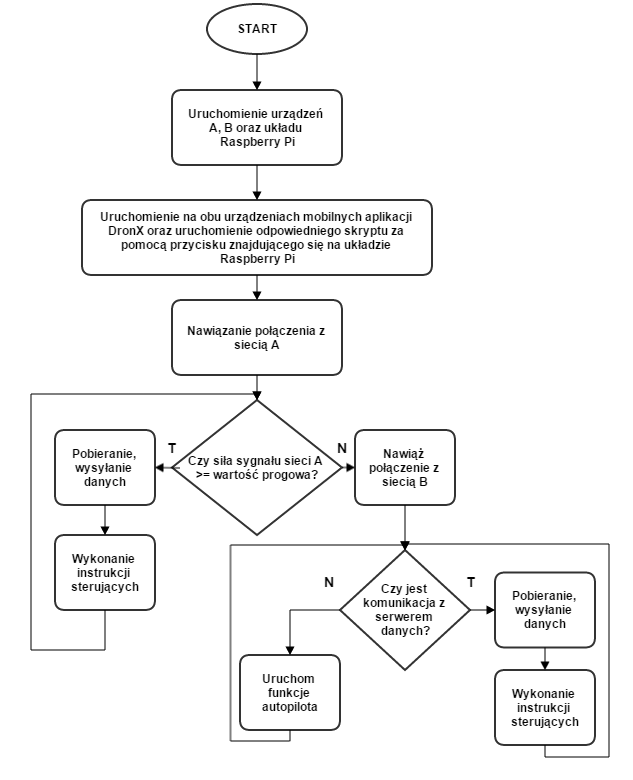 START
Uruchomienie urządzeń
A, B oraz układu
Raspberry Pi
Uruchomienie na obu urządzeniach mobilnych aplikacji
DronX oraz uruchomienie odpowiedniego skryptu za
pomocą przycisku znajdującego się na układzie
Raspberry Pi
Nawiązanie połączenia z
siecią A
T
Czy siła sygnału sieci A
>= wartość progowa?
N
Pobieranie,
wysyłanie
danych
Nawiąż
połączenie z
siecią B
Wykonanie
instrukcji
sterujących
N
Czy jest
komunikacja z
serwerem
danych?
T
Pobieranie,
wysyłanie
danych
Uruchom
funkcje
autopilota
Wykonanie
instrukcji
sterujących